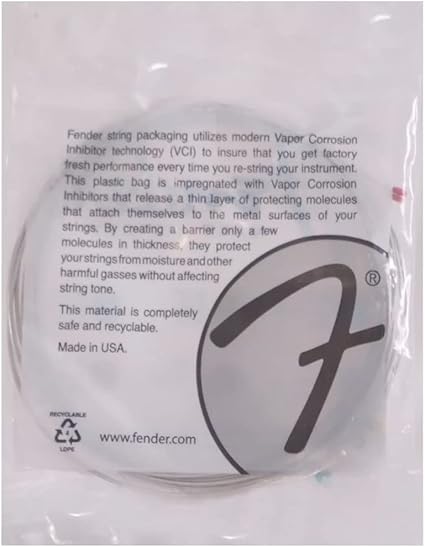 Fender string packaging utilizes modern Vapor Corrosion
Inhibitor technology (VCI) to insure that you get factory
fresh performance every time you re-string your instrument.
This plastic bag is impregnated with Vapor Corrosion
Inhibitors that release a thin layer of protecting molecules
that attach themselves to the metal surfaces of your
strings. By creating a barrier only a few
molecules in thickness, they protect
your strings from moisture and other
harmful gasses without affecting
string tone.
This material is completely
safe and recyclable.
Made in USA.
F®
RECYCLABLE
4
LDPE
www.fender.com